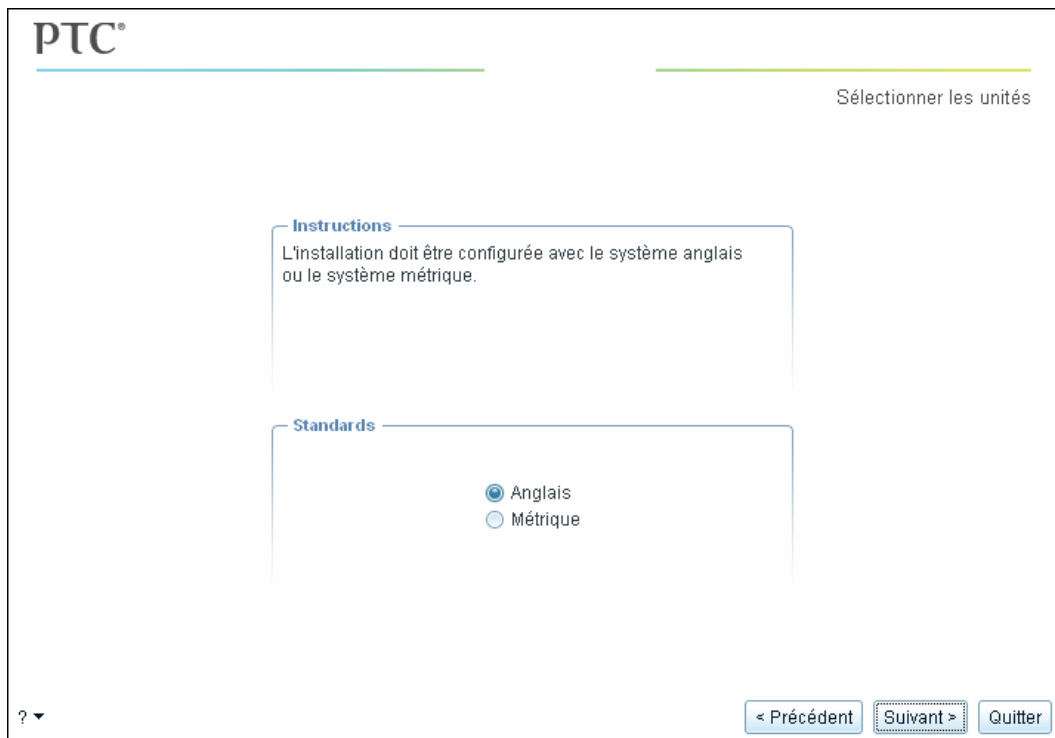 PTC®
Sélectionner les unités
Instructions
L'installation doit être configurée avec le système anglais
ou le système métrique.
Standards
Anglais
Métrique
?
< Précédent
Suivant >
Quitter